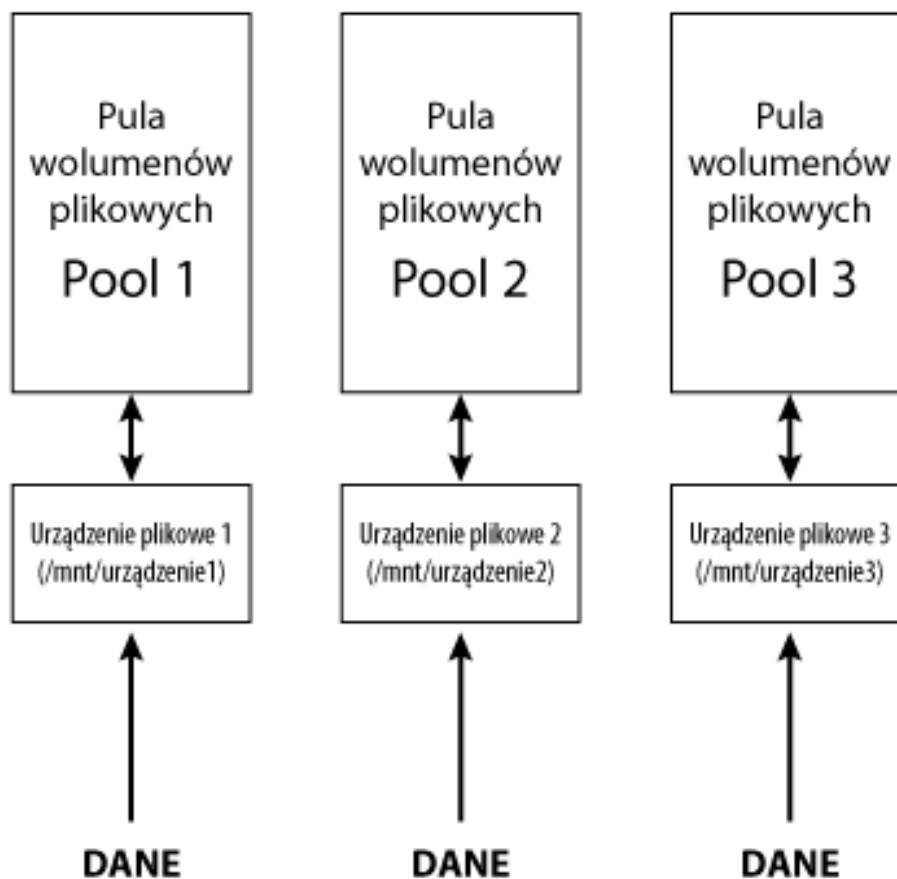 Pula
wolumenów
plikowych
Pool 1
Pula
wolumenów
plikowych
Pool 2
Pula
wolumenów
plikowych
Pool 3
Urządzenie plikowe 1
(/mnt/urządzenie1)
Urządzenie plikowe 2
(/mnt/urządzenie2)
Urządzenie plikowe 3
(/mnt/urządzenie3)
DANE
DANE
DANE